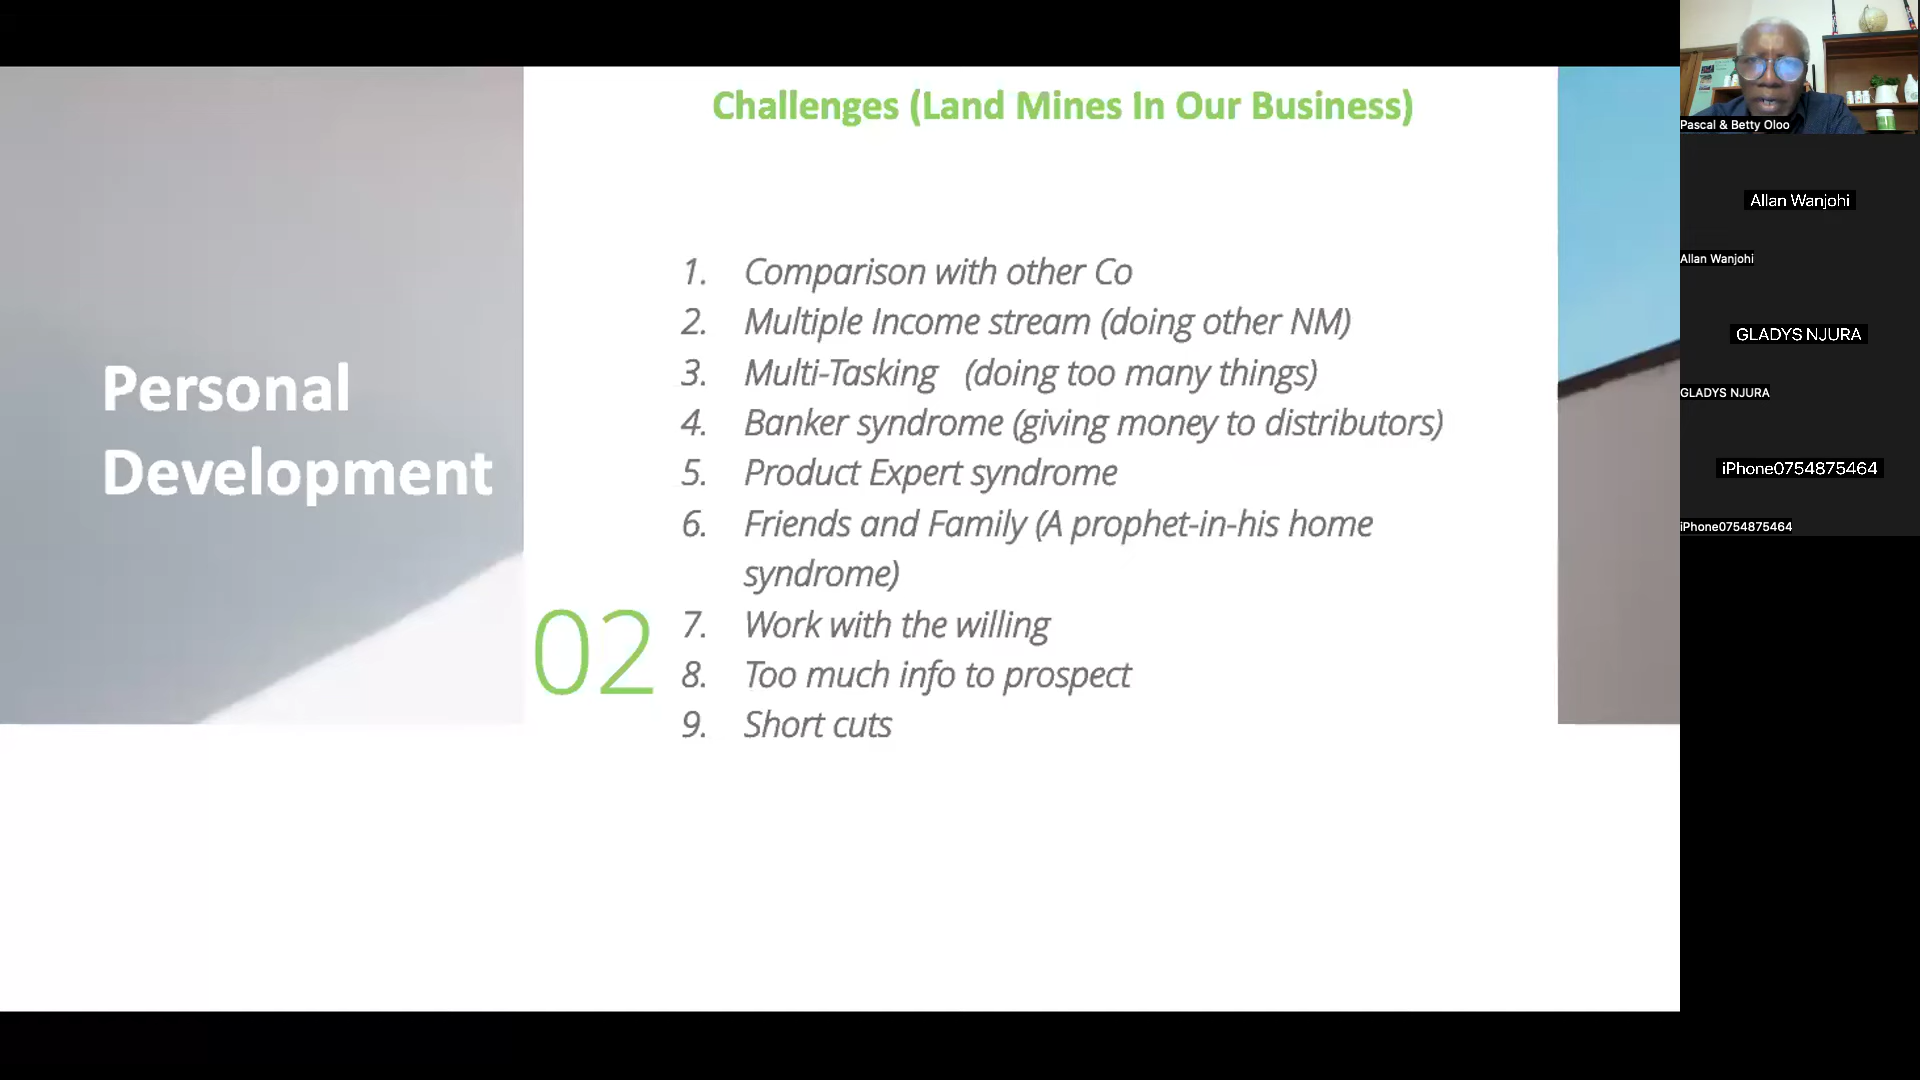 Challenges (Land Mines In Our Business)
Personal
Development
02
1. Comparison with other Co
2. Multiple Income stream (doing other NM)
3. Multi-Tasking (doing too many things)
4. Banker syndrome (giving money to distributors)
5. Product Expert syndrome
6. Friends and Family (A prophet-in-his home
syndrome)
7. Work with the willing
8. Too much info to prospect
9. Short cuts
Pascal & Betty Oloo
Allan Wanjohi
Allan Wanjohi
GLADYS NJURA
GLADYS NJURA
iPhone0754875464
iPhone0754875464